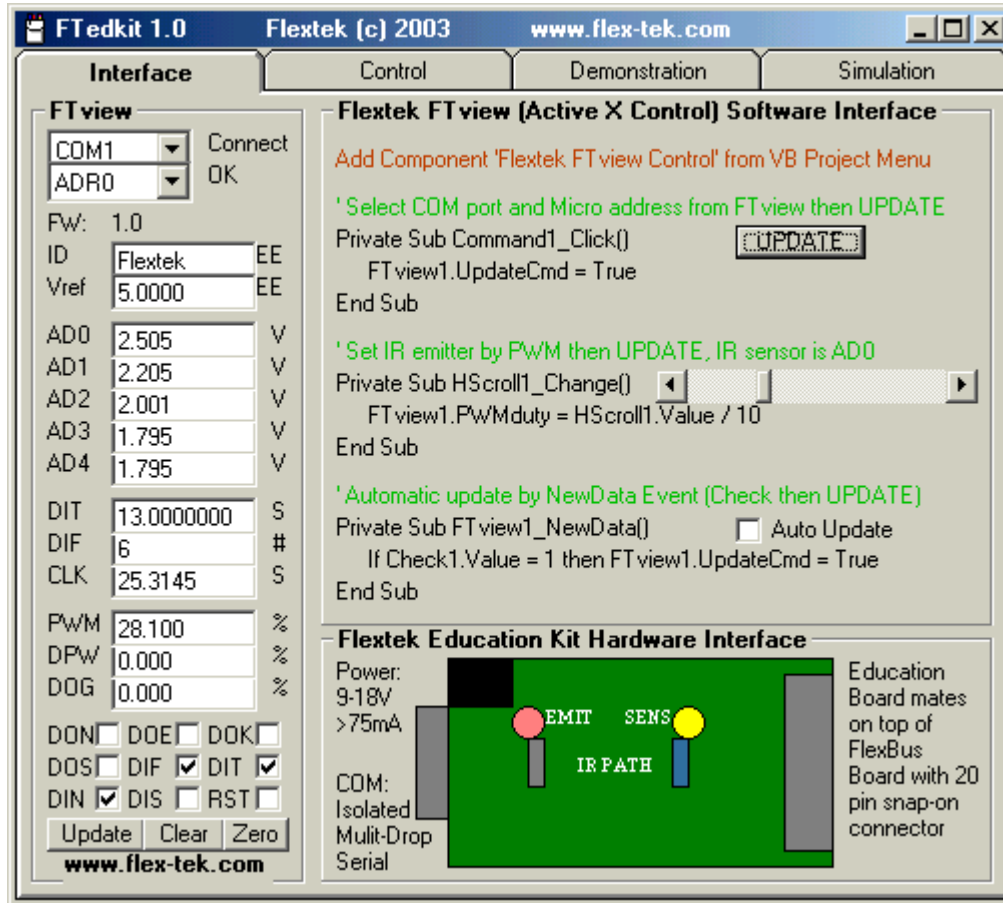 FTedkit 1.0 Flextek (c) 2003 www.flex-tek.com
Interface Control Demonstration Simulation
FTview
COM1 Connect
ADR0 OK
FW: 1.0
ID Flextek EE
Vref 5.0000 EE
AD0 2.505 V
AD1 2.205 V
AD2 2.001 V
AD3 1.795 V
AD4 1.795 V
DIT 13.0000000 S
DIF 6 #
CLK 25.3145 S
PWM 28.100 %
DPW 0.000 %
DOG 0.000 %
DON DOE DOK
DOS DIF DIT
DIN DIS RST
Update Clear Zero
www.flex-tek.com
Flextek FTview (Active X Control) Software Interface
Add Component 'Flextek FTview Control' from VB Project Menu
' Select COM port and Micro address from FTview then UPDATE
Private Sub Command1_Click() UPDATE
FTview1.UpdateCmd = True
End Sub
' Set IR emitter by PWM then UPDATE, IR sensor is AD0
Private Sub HScroll1_Change()
FTview1.PWMduty = HScroll1.Value / 10
End Sub
' Automatic update by NewData Event (Check then UPDATE)
Private Sub FTview1_NewData() Auto Update
If Check1.Value = 1 then FTview1.UpdateCmd = True
End Sub
Flextek Education Kit Hardware Interface
Power:
9-18V
>75mA
COM:
Isolated
Mulit-Drop
Serial
EMIT SENS
IR PATH
Education
Board mates
on top of
FlexBus
Board with 20
pin snap-on
connector